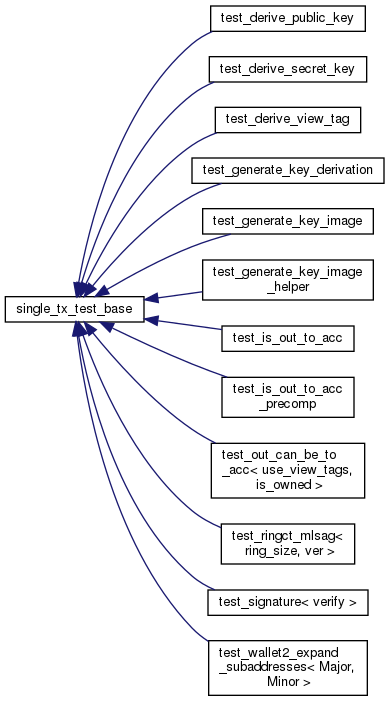 test_derive_public_key
test_derive_secret_key
test_derive_view_tag
test_generate_key_derivation
test_generate_key_image
test_generate_key_image
_helper
single_tx_test_base
test_is_out_to_acc
test_is_out_to_acc
_precomp
test_out_can_be_to
_acc< use_view_tags,
is_owned >
test_ringct_mlsag<
ring_size, ver >
test_signature< verify >
test_wallet2_expand
_subaddresses< Major,
Minor >